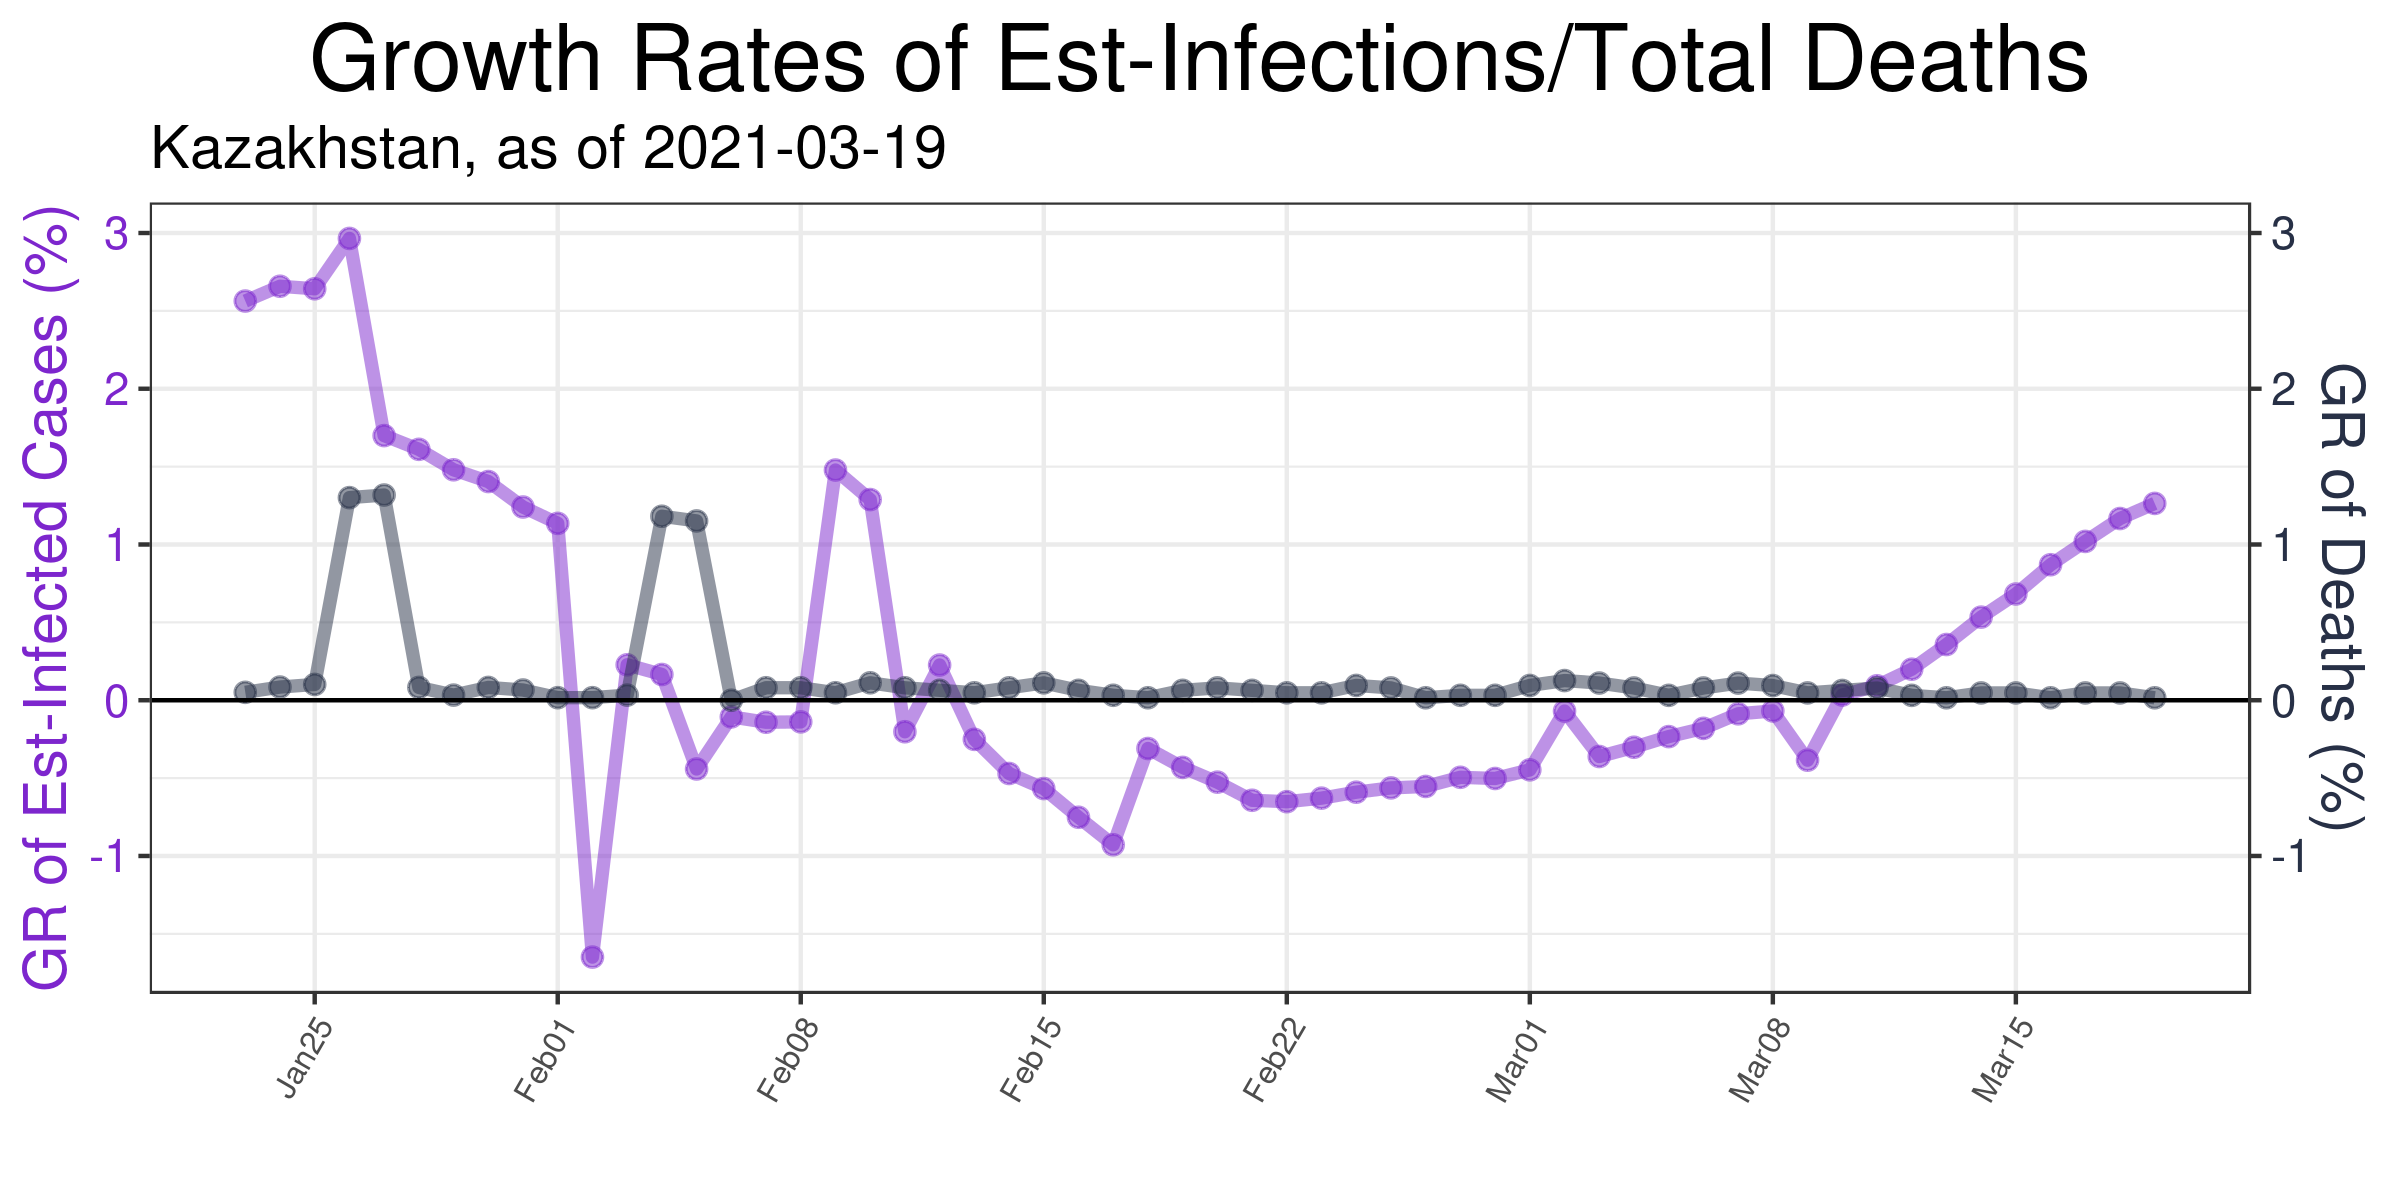 Growth Rates of Est-Infections/Total Deaths
Kazakhstan, as of 2021-03-19
GR of Est-Infected Cases (%)
3
2
1
0
-1
3
2
1
0
-1
GR of Deaths (%)
Jan25
Feb01
Feb08
Feb15
Feb22
Mar01
Mar08
Mar15